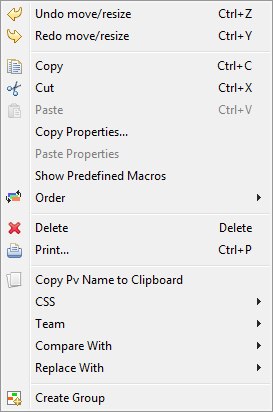 Undo move/resize Ctrl+Z
Redo move/resize Ctrl+Y
Copy Ctrl+C
Cut Ctrl+X
Paste Ctrl+V
Copy Properties...
Paste Properties
Show Predefined Macros
Order
Delete Delete
Print... Ctrl+P
Copy Pv Name to Clipboard
CSS
Team
Compare With
Replace With
Create Group